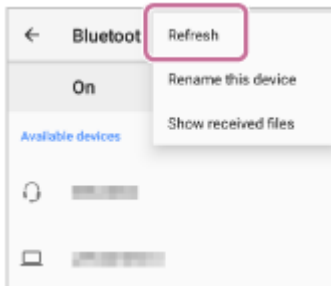 ← Bluetoot
Refresh
On
Rename this device
Show received files
Available devices